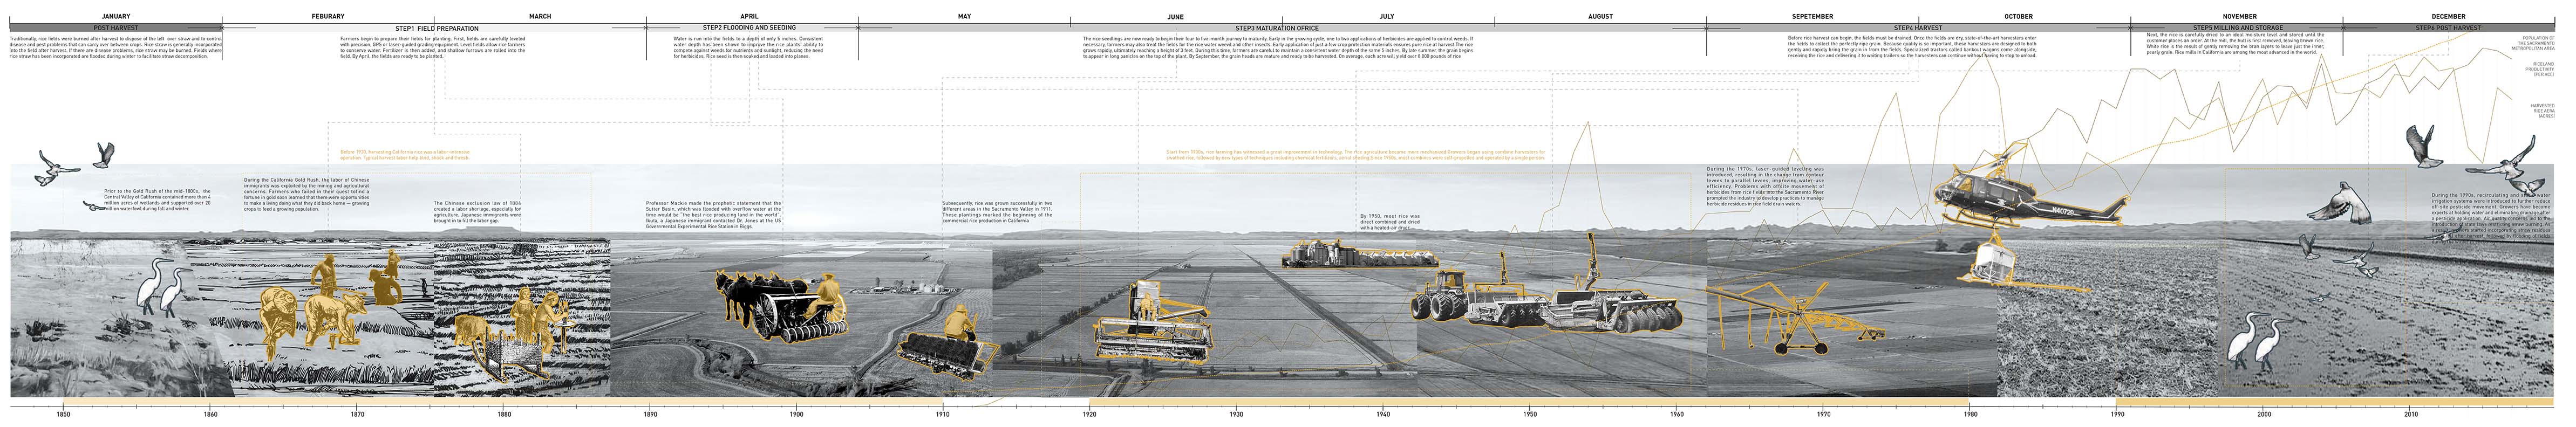 JANUARY
FEBURARY
MARCH
APRIL
MAY
JUNE
JULY
AUGUST
SEPETEMBER
OCTOBER
NOVEMBER
DECEMBER
POST HARVEST
STEP1 FIELD PREPARATION
STEP2 FLOODING AND SEEDING
STEP3 MATURATION OFRICE
STEP4 HARVEST
STEP5 MILLING AND STORAGE
STEP6 POST HARVEST
Traditionally, rice fields were burned after harvest to dispose of the left over straw and to control
disease and pest problems that can carry over between crops. Rice straw is generally incorporated
into the field after harvest. If there are disease problems, rice straw may be burned. Fields where
rice straw has been incorporated are flooded during winter to facilitate straw decomposition.
Farmers begin to prepare their fields for planting. First, fields are carefully leveled
with precision, GPS or laser-guided grading equipment. Level fields allow rice farmers
to conserve water. Fertilizer is then added, and shallow furrows are rolled into the
field. By April, the fields are ready to be planted.
Water is run into the fields to a depth of only 5 inches. Consistent
water depth has been shown to improve the rice plants' ability to
compete against weeds for nutrients and sunlight, reducing the need
for herbicides. Rice seed is then soaked and loaded into planes.
The rice seedlings are now ready to begin their four to five-month journey to maturity. Early in the growing cycle, one to two applications of herbicides are applied to control weeds. If
necessary, farmers may also treat the fields for the rice water weevil and other insects. Early application of just a few crop protection materials ensures pure rice at harvest.The rice
grows rapidly, ultimately reaching a height of 3 feet. During this time, farmers are careful to maintain a consistent water depth of the same 5 inches. By late summer, the grain begins
to appear in long panicles on the top of the plant. By September, the grain heads are mature and ready to be harvested. On average, each acre will yield over 8,000 pounds of rice
Before rice harvest can begin, the fields must be drained. Once the fields are dry, state-of-the-art harvesters enter
the fields to collect the perfectly ripe grain. Because quality is so important, these harvesters are designed to both
gently and rapidly bring the grain in from the fields. Specialized tractors called bankout wagons come alongside,
receiving the rice and delivering it to waiting trailers so the harvesters can continue without having to stop to unload.
Next, the rice is carefully dried to an ideal moisture level and stored until the
customer places an order. At the mill, the hull is first removed, leaving brown rice.
White rice is the result of gently removing the bran layers to leave just the inner,
pearly grain. Rice mills in California are among the most advanced in the world.
POPULATION OF
THE SACRAMENTO
METROPOLITAN AREA
RICELAND
PRODUCTIVITY
HARVESTED
RICE AERA
(ACRES)
Before 1920, harvesting California rice was a labor-intensive
operation. Typical harvest labor help bind, shock and thresh.
Start from 1920s, rice farming has witnessed a great improvement in technology. The rice agriculture became more mechanized.Growers began using combine harvesters for
swathed rice, followed by new types of techniques including chemical fertilizers, aerial seeding.Since 1960s, most combines were self-propelled and operated by a single person.
Prior to the Gold Rush of the mid-1800s, the
Central Valley of California contained more than 4
million acres of wetlands and supported over 20
million waterfowl during fall and winter.
During the California Gold Rush, the labor of Chinese
immigrants was exploited by the mining and agricultural
concerns. Farmers who failed in their quest tofind a
fortune in gold soon learned that there were opportunities
to make a living doing what they did back home — growing
crops to feed a growing population.
The Chinese exclusion law of 1886
created a labor shortage, especially for
agriculture. Japanese immigrants were
brought in to fill the labor gap.
Professor Mackie made the prophetic statement that the
Sutter Basin, which was flooded with overflow water at the
time would be "the best rice producing land in the world".
Ikuta, a Japanese immigrant contacted Dr. Jones at the US
Governmental Experimental Rice Station in Biggs.
Subsequently, rice was grown successfully in two
different areas in the Sacramento Valley in 1911.
These plantings marked the beginning of the
commercial rice production in California
By 1950, most rice was
direct combined and dried
with a heated-air dryer.
During the 1970s, laser-guided leveling was
introduced, resulting in the change from contour
levees to parallel levees, improving water-use
efficiency. Problems with offsite movement of
herbicides from rice fields into the Sacramento River
prompted the industry to develop practices to manage
herbicide residues in rice field drain waters.
During the 1990s, recirculating and water
irrigation systems were introduced to further reduce
off-site pesticide movement. Growers have become
experts at holding water and eliminating drainage after
N40720
1850
1860
1870
1880
1890
1900
1910
1920
1930
1940
1950
1960
1970
1980
1990
2000
2010